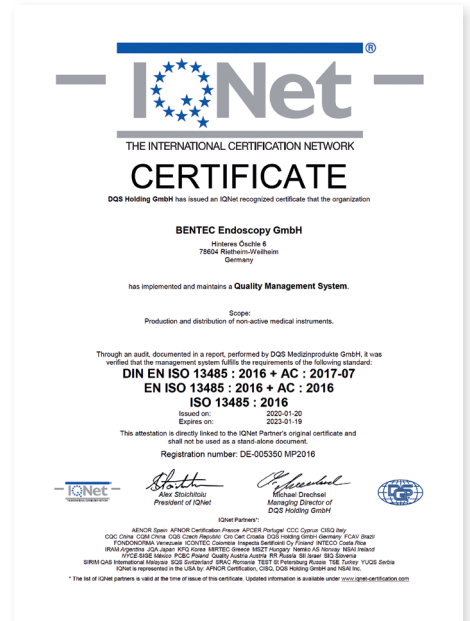 IQNet ®
THE INTERNATIONAL CERTIFICATION NETWORK
CERTIFICATE
DQS Holding GmbH has issued an IQNet recognized certificate that the organization
BENTEC Endoscopy GmbH
Hinteres Öschle 6
78604 Rietheim-Weilheim
Germany
has implemented and maintains a Quality Management System.
Scope:
Production and distribution of non-active medical instruments.
Through an audit, documented in a report, performed by DQS Medizinprodukte GmbH, it was
verified that the management system fulfills the requirements of the following standard:
DIN EN ISO 13485 : 2016 + AC : 2017-07
EN ISO 13485 : 2016 + AC : 2016
ISO 13485 : 2016
Issued on: 2020-01-20
Expires on: 2023-01-19
This attestation is directly linked to the IQNet Partner's original certificate and
shall not be used as a stand-alone document.
Registration number: DE-005350 MP2016
IQNet
Alex Stoichitoiu
President of IQNet
Michael Drechsel
Managing Director of
DQS Holding GmbH
IQNet Partners*:
AENOR Spain AFNOR Certification France APCER Portugal CCC Cyprus CISQ Italy
CQC China CQM China CQS Czech Republic Cro Cert Croatia DQS Holding GmbH Germany FCAV Brazil
FONDONORMA Venezuela ICONTEC Colombia Inspecta Sertifiointi Oy Finland INTECO Costa Rica
IRAM Argentina JQA Japan KFQ Korea MIRTEC Greece MSZT Hungary Nemko AS Norway NSAI Ireland
NYCE-SIGE México PCBC Poland Quality Austria Austria RR Russia SII Israel SIQ Slovenia
SIRIM QAS International Malaysia SQS Switzerland SRAC Romania TEST St Petersburg Russia TSE Turkey YUQS Serbia
IQNet is represented in the USA by: AFNOR Certification, CISQ, DQS Holding GmbH and NSAI Inc.
* The list of IQNet partners is valid at the time of issue of this certificate. Updated information is available under www.iqnet-certification.com